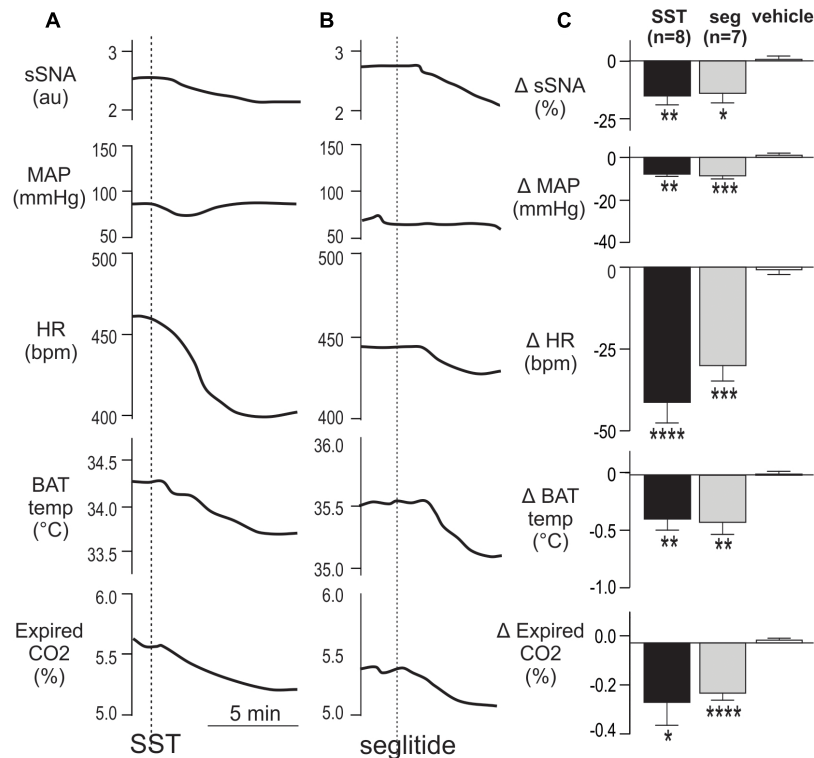 A
sSNA
(au)
3
2
MAP
(mmHg)
150
100
50
HR
(bpm)
500
450
400
BAT
temp
(°C)
34.5
34.0
33.5
Expired
CO2
(%)
6.0
5.5
5.0
5 min
SST
B
3
2
150
100
50
500
450
400
36.0
35.5
35.0
6.0
5.5
5.0
seglitide
C
SST
(n=8)
seg
(n=7)
vehicle
Δ sSNA
(%)
0
-25
** *
Δ MAP
(mmHg)
0
-20
-40
** ***
Δ HR
(bpm)
0
-25
-50
**** ***
Δ BAT
temp
(°C)
0
-0.5
-1.0
** **
Δ Expired
CO2
(%)
0.0
-0.2
-0.4
* ****